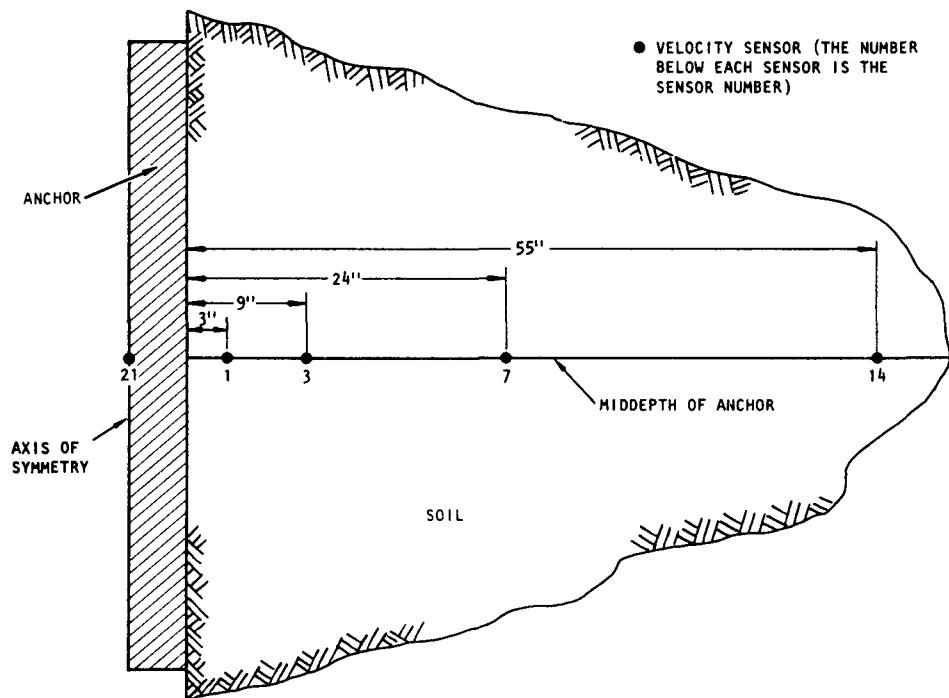 ● VELOCITY SENSOR (THE NUMBER
BELOW EACH SENSOR IS THE
SENSOR NUMBER)
ANCHOR
55"
24"
9"
3"
21
1
3
7
14
MIDDEPTH OF ANCHOR
AXIS OF
SYMMETRY
SOIL